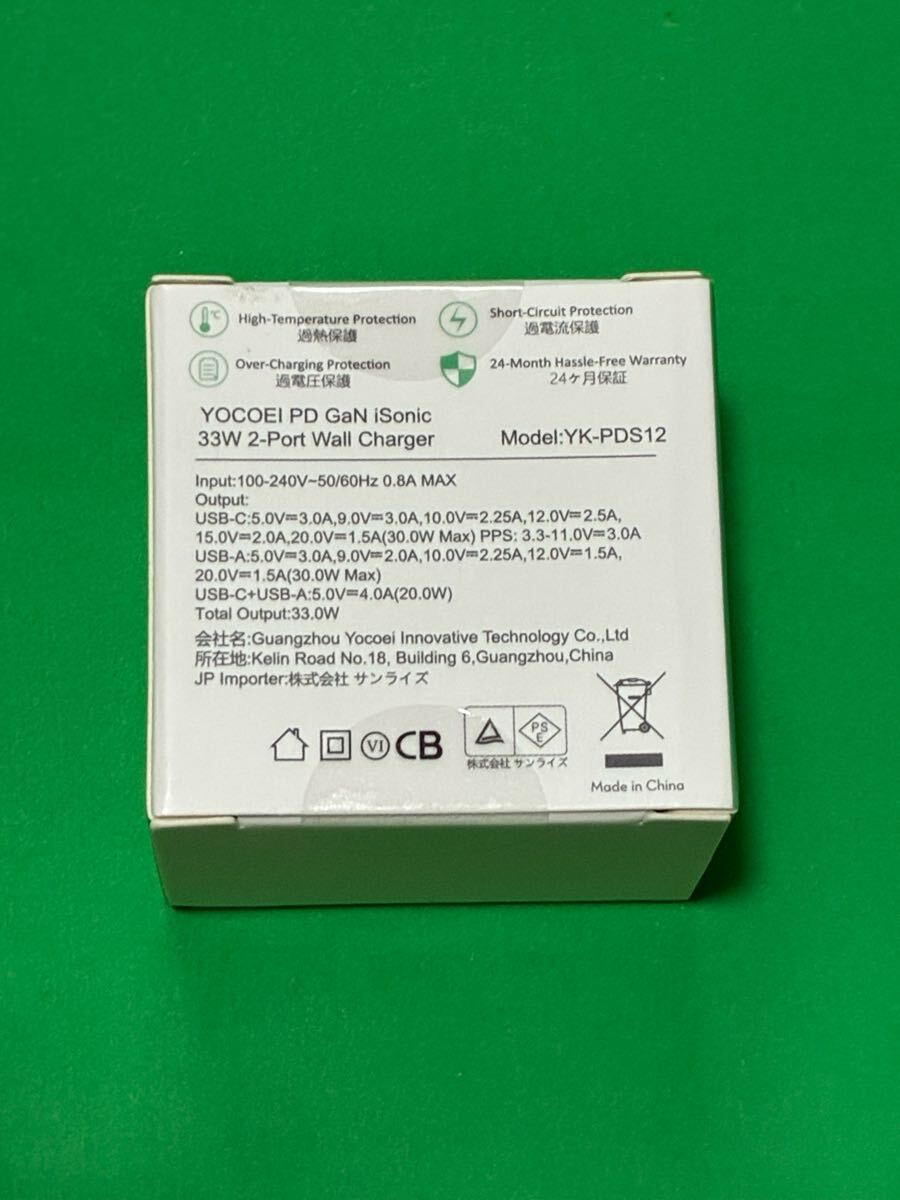 High-Temperature Protection
過熱保護
Short-Circuit Protection
過電流保護
Over-Charging Protection
過電圧保護
24-Month Hassle-Free Warranty
24ヶ月保証
YOCOEI PD GaN iSonic
33W 2-Port Wall Charger
Model:YK-PDS12
Input:100-240V~50/60Hz 0.8A MAX
Output:
USB-C:5.0V⎓3.0A,9.0V⎓3.0A,10.0V⎓2.25A,12.0V⎓2.5A,
15.0V⎓2.0A,20.0V⎓1.5A(30.0W Max) PPS: 3.3-11.0V⎓3.0A
USB-A:5.0V⎓3.0A,9.0V⎓2.0A,10.0V⎓2.25A,12.0V⎓1.5A,
20.0V⎓1.5A(30.0W Max)
USB-C+USB-A:5.0V⎓4.0A(20.0W)
Total Output:33.0W
会社名:Guangzhou Yocoei Innovative Technology Co.,Ltd
所在地:Kelin Road No.18, Building 6,Guangzhou,China
JP Importer:株式会社 サンライズ
VI CB
PS
E
株式会社 サンライズ
Made in China